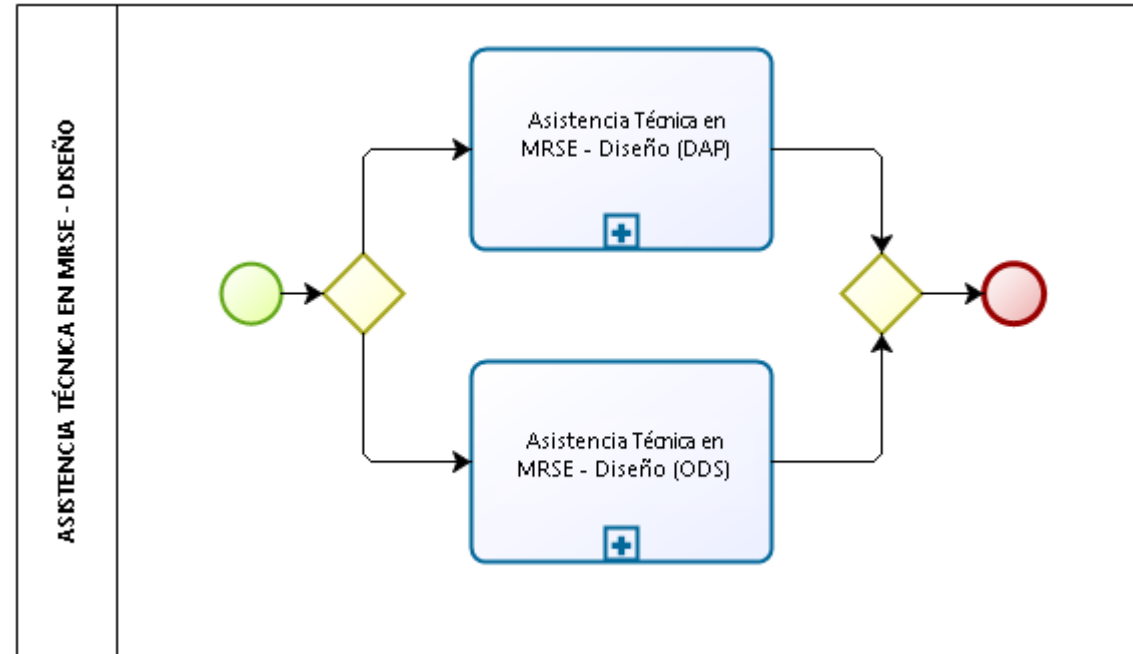 ASISTENCIA TÉCNICA EN MRSE - DISEÑO
Asistencia Técnica en
MRSE - Diseño (DAP)
Asistencia Técnica en
MRSE - Diseño (ODS)